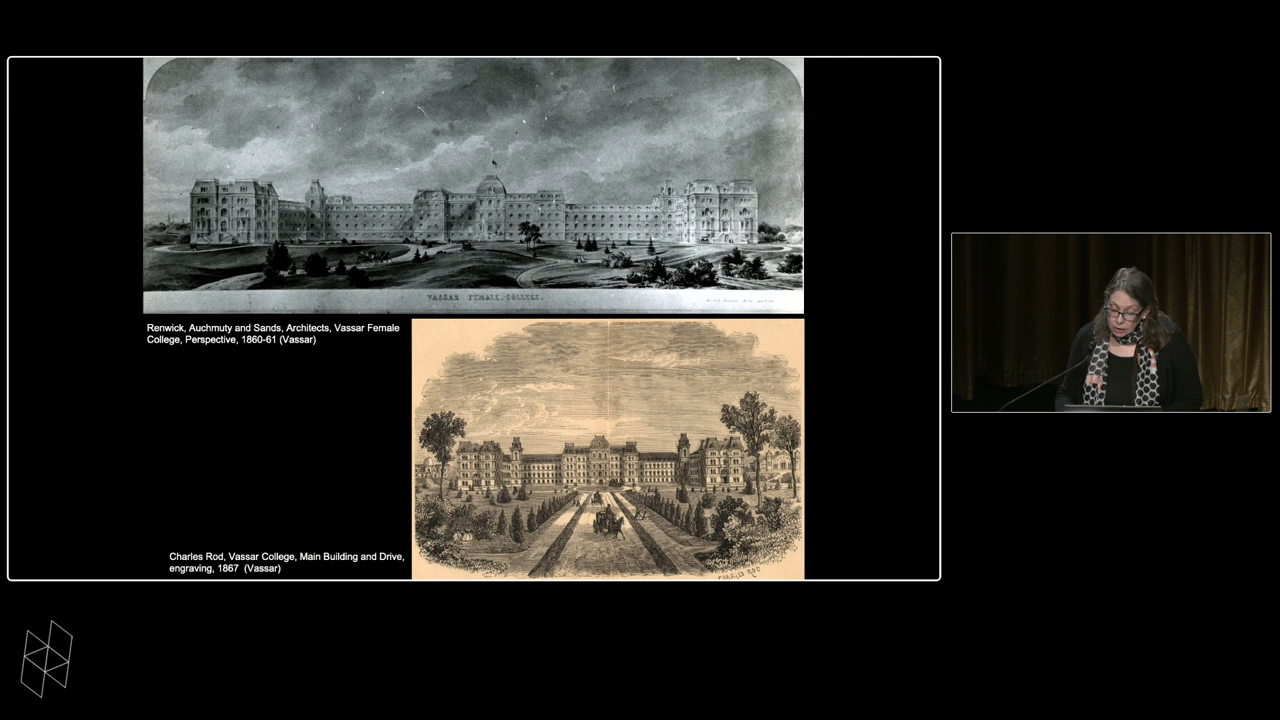 VASSAR FEMALE COLLEGE.
Renwick, Auchmuty and Sands, Architects, Vassar Female
College, Perspective, 1860-61 (Vassar)
Charles Rod, Vassar College, Main Building and Drive,
engraving, 1867  (Vassar)
CHARLES ROD